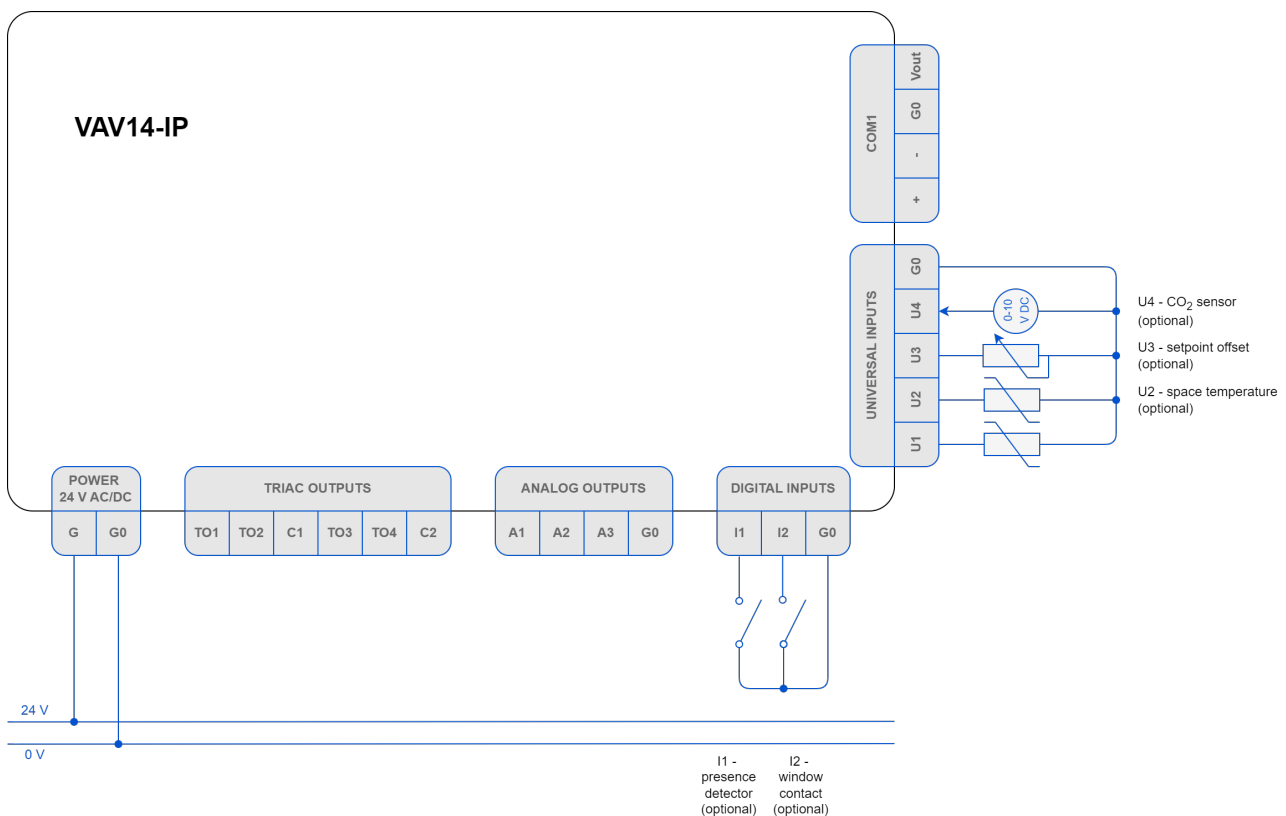 VAV14-IP
COM1
Vout
G0
-
+
UNIVERSAL INPUTS
G0
U4
U3
U2
U1
0-10
V DC
U4 - CO2 sensor
(optional)
U3 - setpoint offset
(optional)
U2 - space temperature
(optional)
POWER
24 V AC/DC
G G0
TRIAC OUTPUTS
TO1 TO2 C1 TO3 TO4 C2
ANALOG OUTPUTS
A1 A2 A3 G0
DIGITAL INPUTS
I1 I2 G0
24 V
0 V
I1 -
presence
detector
(optional)
I2 -
window
contact
(optional)